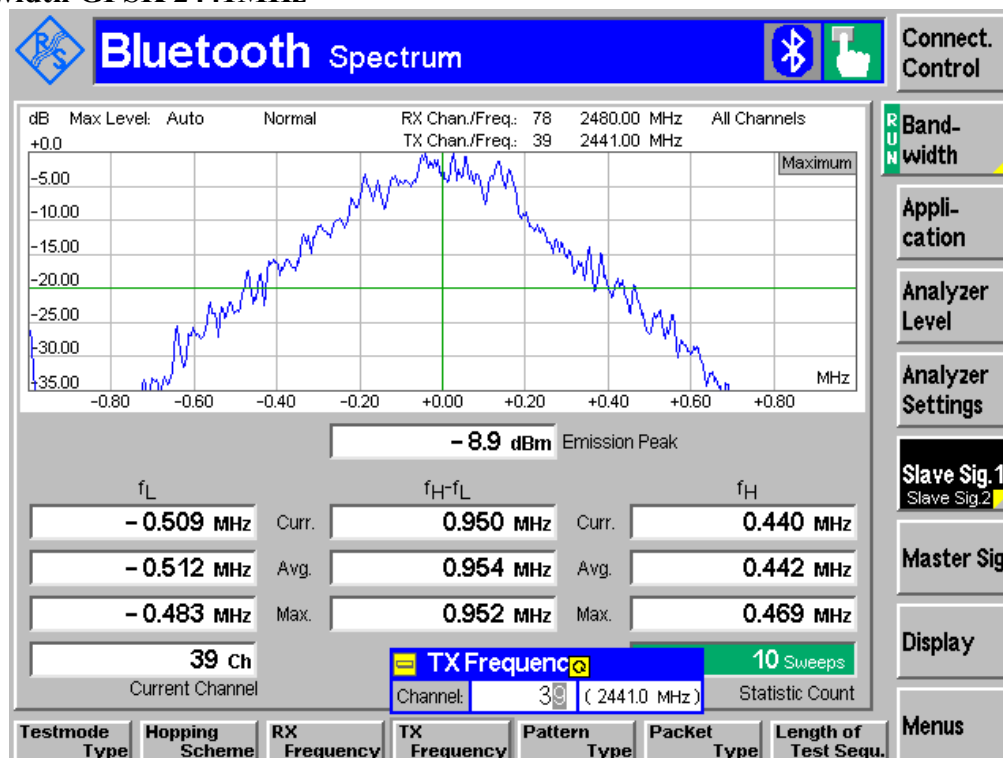 width GFSK 2441MHz
R S
Bluetooth Spectrum
Connect. Control
dB Max Level: Auto Normal RX Chan./Freq.: 78 2480.00 MHz All Channels
TX Chan./Freq.: 39 2441.00 MHz
+0.0
Maximum
-5.00
-10.00
-15.00
-20.00
-25.00
-30.00
-35.00
MHz
-0.80 -0.60 -0.40 -0.20 +0.00 +0.20 +0.40 +0.60 +0.80
RUN
Band-
width
Appli-
cation
Analyzer
Level
Analyzer
Settings
Slave Sig.1
Slave Sig.2
Master Sig
Display
Menus
– 8.9 dBm Emission Peak
fL fH-fL fH
– 0.509 MHz Curr. 0.950 MHz Curr. 0.440 MHz
– 0.512 MHz Avg. 0.954 MHz Avg. 0.442 MHz
– 0.483 MHz Max. 0.952 MHz Max. 0.469 MHz
39 Ch
Current Channel
TX Frequenc
Channel: 39 ( 2441.0 MHz )
10 Sweeps
Statistic Count
Testmode
Type
Hopping
Scheme
RX
Frequency
TX
Frequency
Pattern
Type
Packet
Type
Length of
Test Sequ.